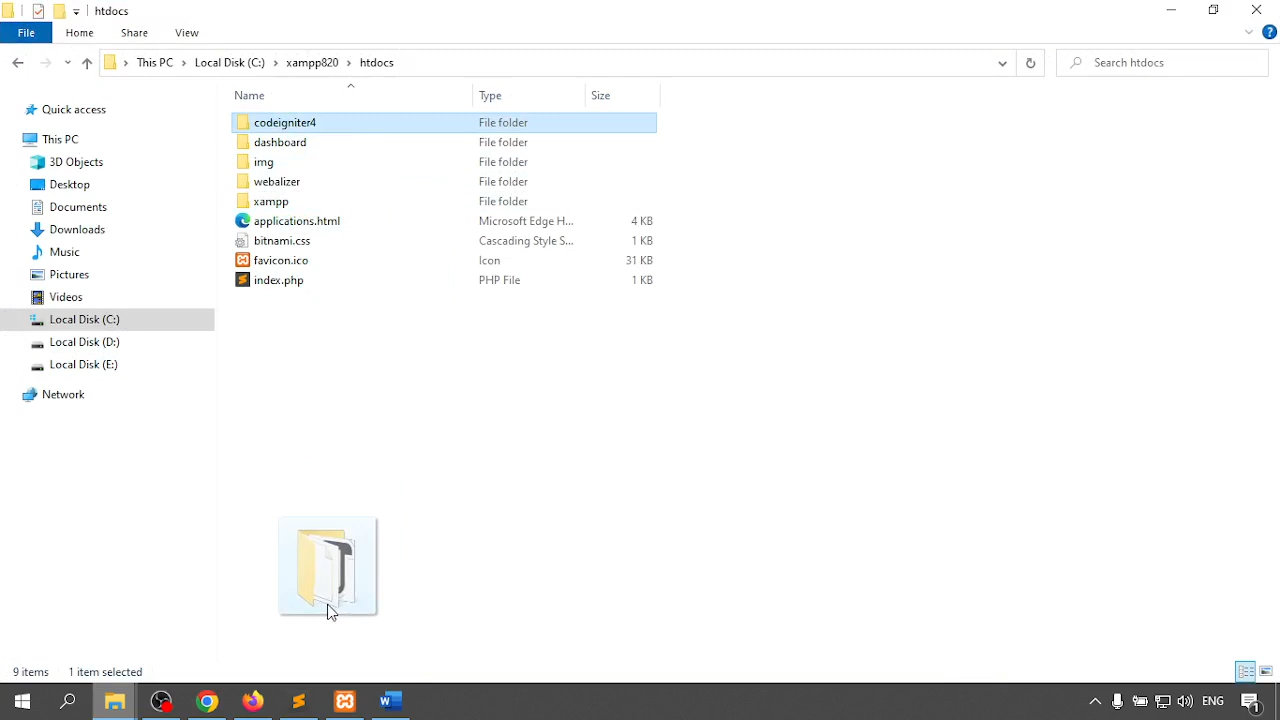 htdocs
File Home Share View
This PC Local Disk (C:) xampp820 htdocs
Search htdocs
Name Type Size
Quick access
This PC
3D Objects
Desktop
Documents
Downloads
Music
Pictures
Videos
Local Disk (C:)
Local Disk (D:)
Local Disk (E:)
Network
codeigniter4 File folder
dashboard File folder
img File folder
webalizer File folder
xampp File folder
applications.html Microsoft Edge H... 4 KB
bitnami.css Cascading Style S... 1 KB
favicon.ico Icon 31 KB
index.php PHP File 1 KB
9 items 1 item selected
ENG
1